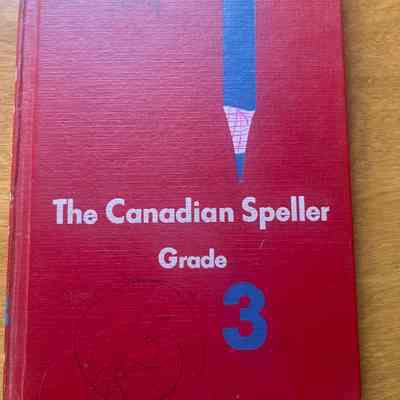 The Canadian Speller
Grade
3